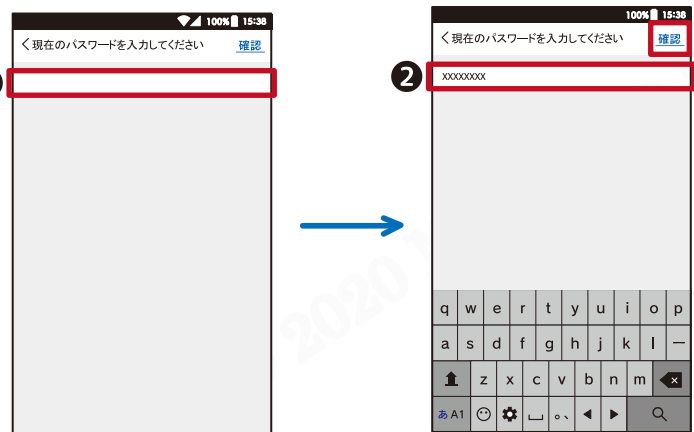 100% 15:38
く現在のパスワードを入力してください 確認
100% 15:38
く現在のパスワードを入力してください 確認
❷
xxxxxxxx
2020
q w e r t y u i o p
a s d f g h j k l ー
z x c v b n m
あA1 。、